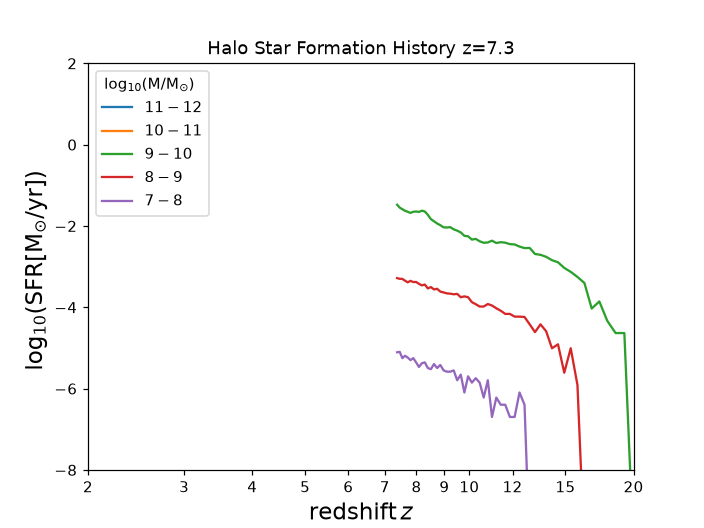 Halo Star Formation History z=7.3
log₁₀(SFR[M☉/yr])
2
0
−2
−4
−6
−8
log₁₀(M/M☉)
11 − 12
10 − 11
9 − 10
8 − 9
7 − 8
2 3 4 5 6 7 8 9 10 12 15 20
redshift z